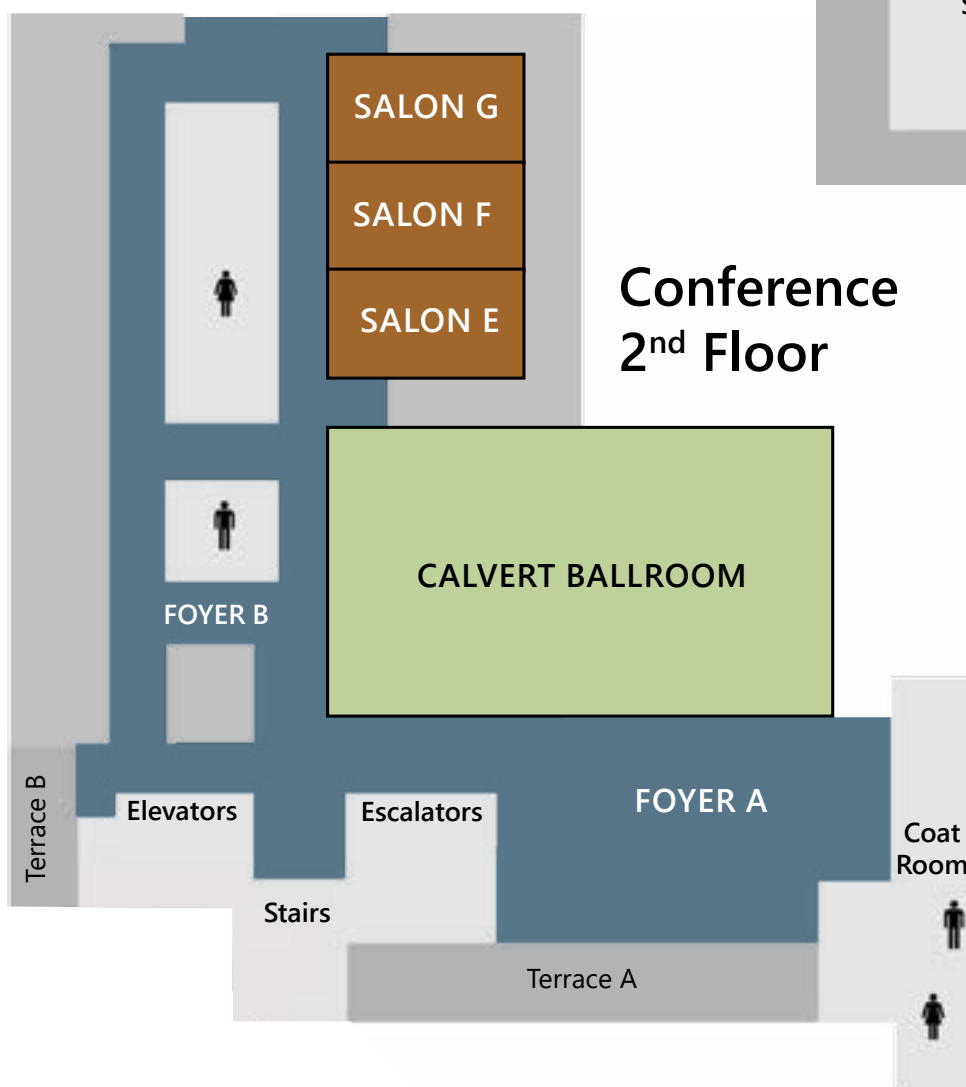 SALON G
SALON F
SALON E
Conference
2nd Floor
CALVERT BALLROOM
FOYER B
Terrace B
Elevators
Escalators
FOYER A
Coat
Room
Stairs
Terrace A